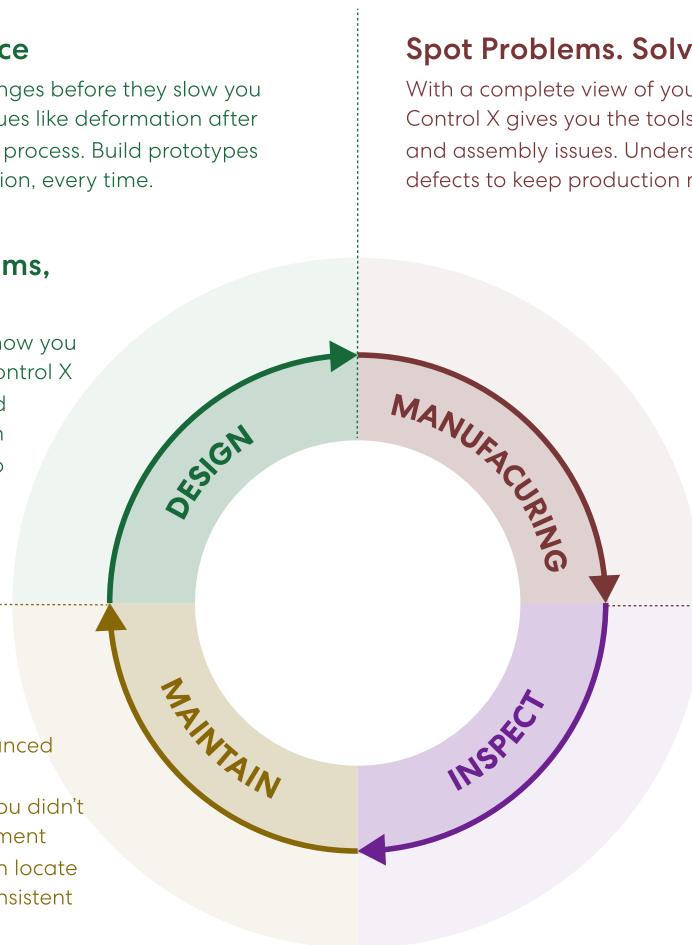 ce
nges before they slow you
ues like deformation after
process. Build prototypes
ion, every time.
Spot Problems. Solv
With a complete view of you
Control X gives you the tools
and assembly issues. Unders
defects to keep production r
ms,
now you
ontrol X
d
n
o
DESIGN
MANUFACURING
INSPECT
MAINTAIN
anced
ou didn't
ment
n locate
nsistent